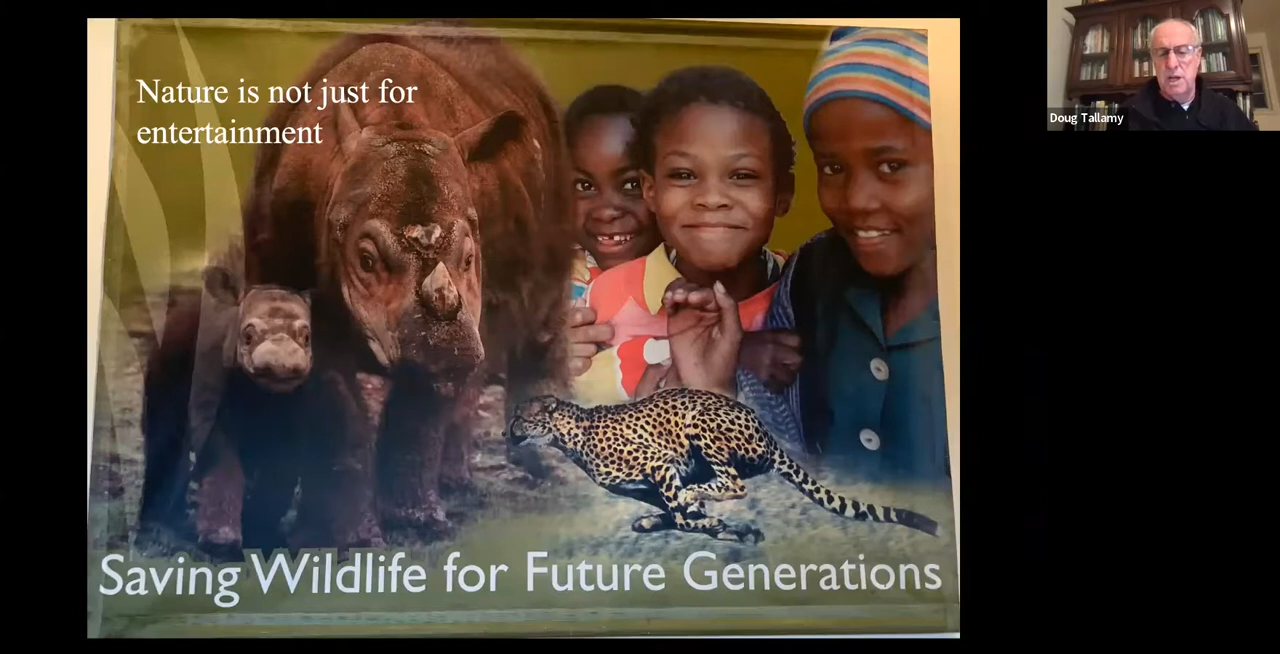 Nature is not just for
entertainment
Doug Tallamy
Saving Wildlife for Future Generations